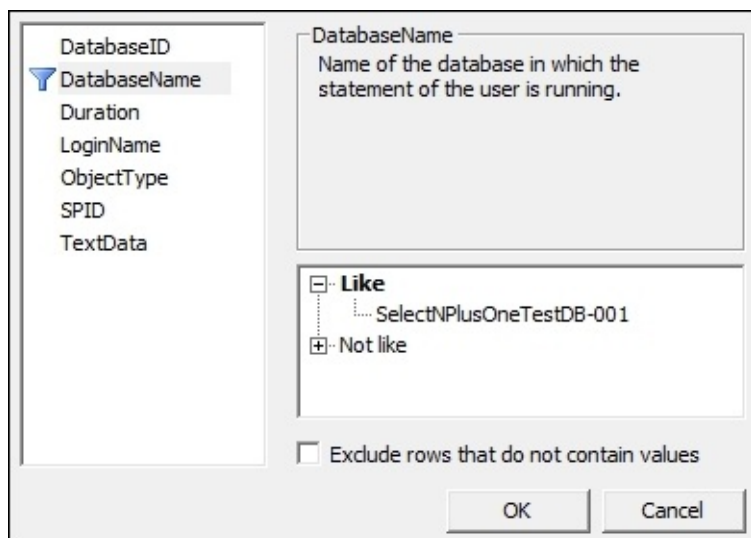 DatabaseID
DatabaseName
Duration
LoginName
ObjectType
SPID
TextData
DatabaseName
Name of the database in which the
statement of the user is running.
Like
SelectNPlusOneTestDB-001
Not like
Exclude rows that do not contain values
OK
Cancel